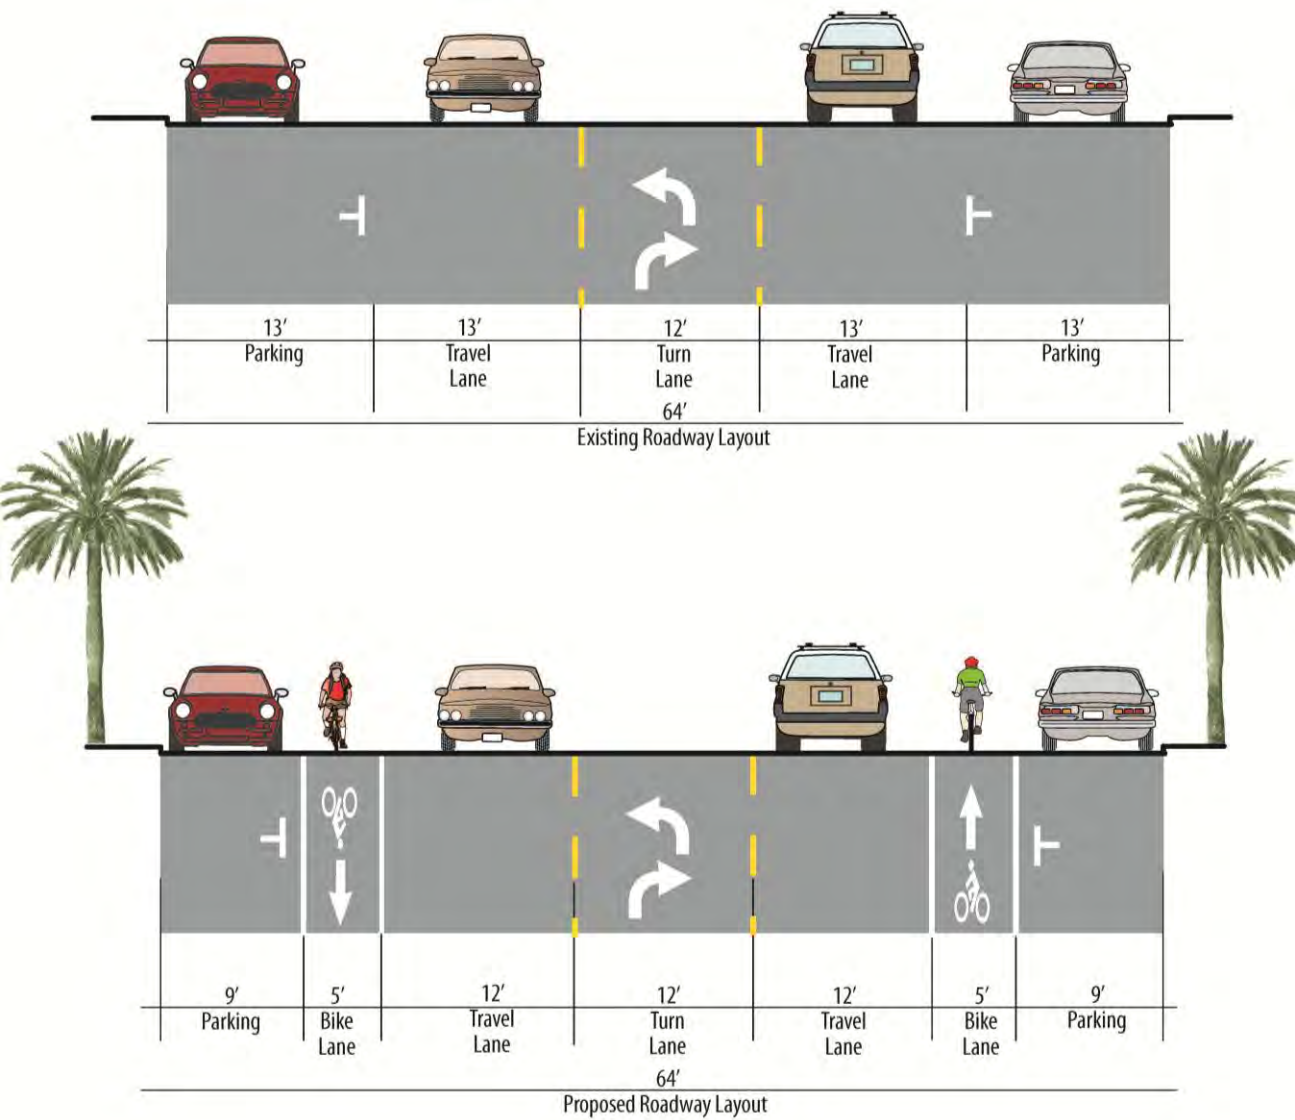 13' 13' 12' 13' 13'
Parking Travel Turn Travel Parking
Lane Lane Lane
64'
Existing Roadway Layout
9' 5' 12' 12' 12' 5' 9'
Parking Bike Travel Turn Travel Bike Parking
Lane Lane Lane Lane Lane
64'
Proposed Roadway Layout